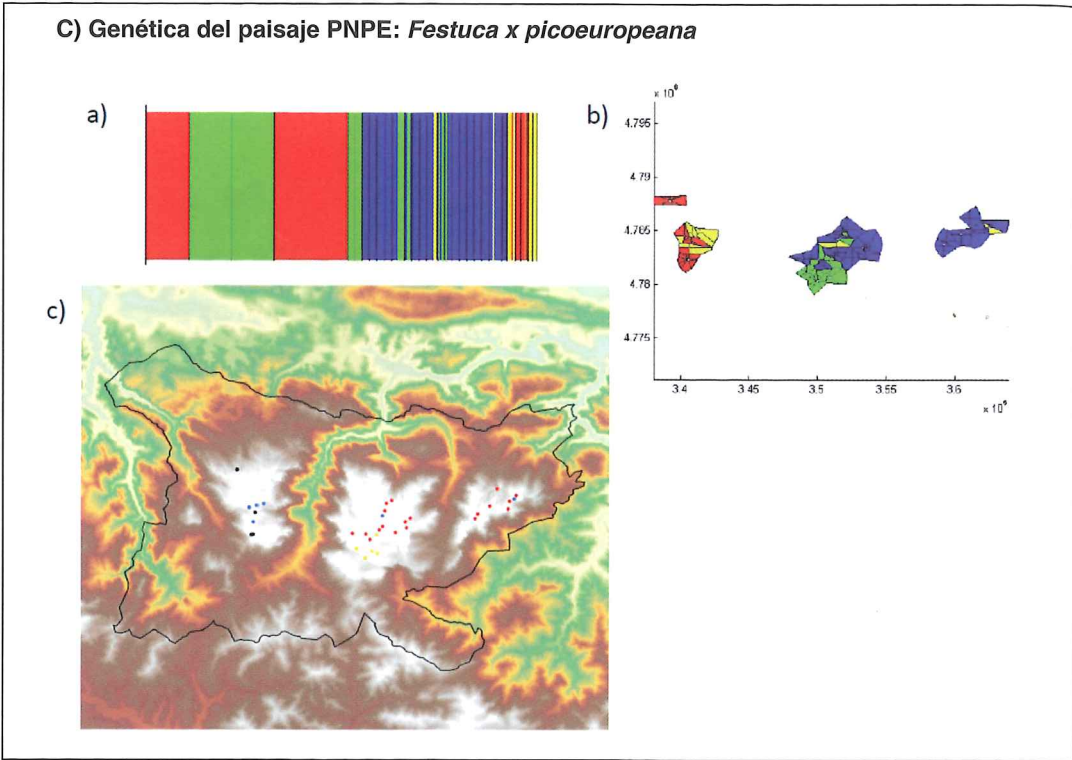 C) Genética del paisaje PNPE: Festuca x picoeuropeana
a)
b)
x 10⁶
4.795
4.79
4.785
4.78
4.775
3.4
3.45
3.5
3.55
3.6
x 10⁶
c)